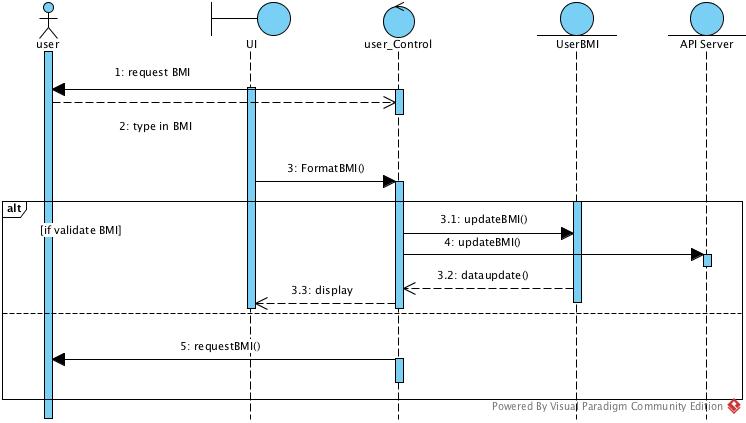 user
UI
user_Control
UserBMI
API Server
1: request BMI
2: type in BMI
3: FormatBMI()
alt
[if validate BMI]
3.1: updateBMI()
4: updateBMI()
3.2: dataupdate()
3.3: display
5: requestBMI()
Powered By Visual Paradigm Community Edition